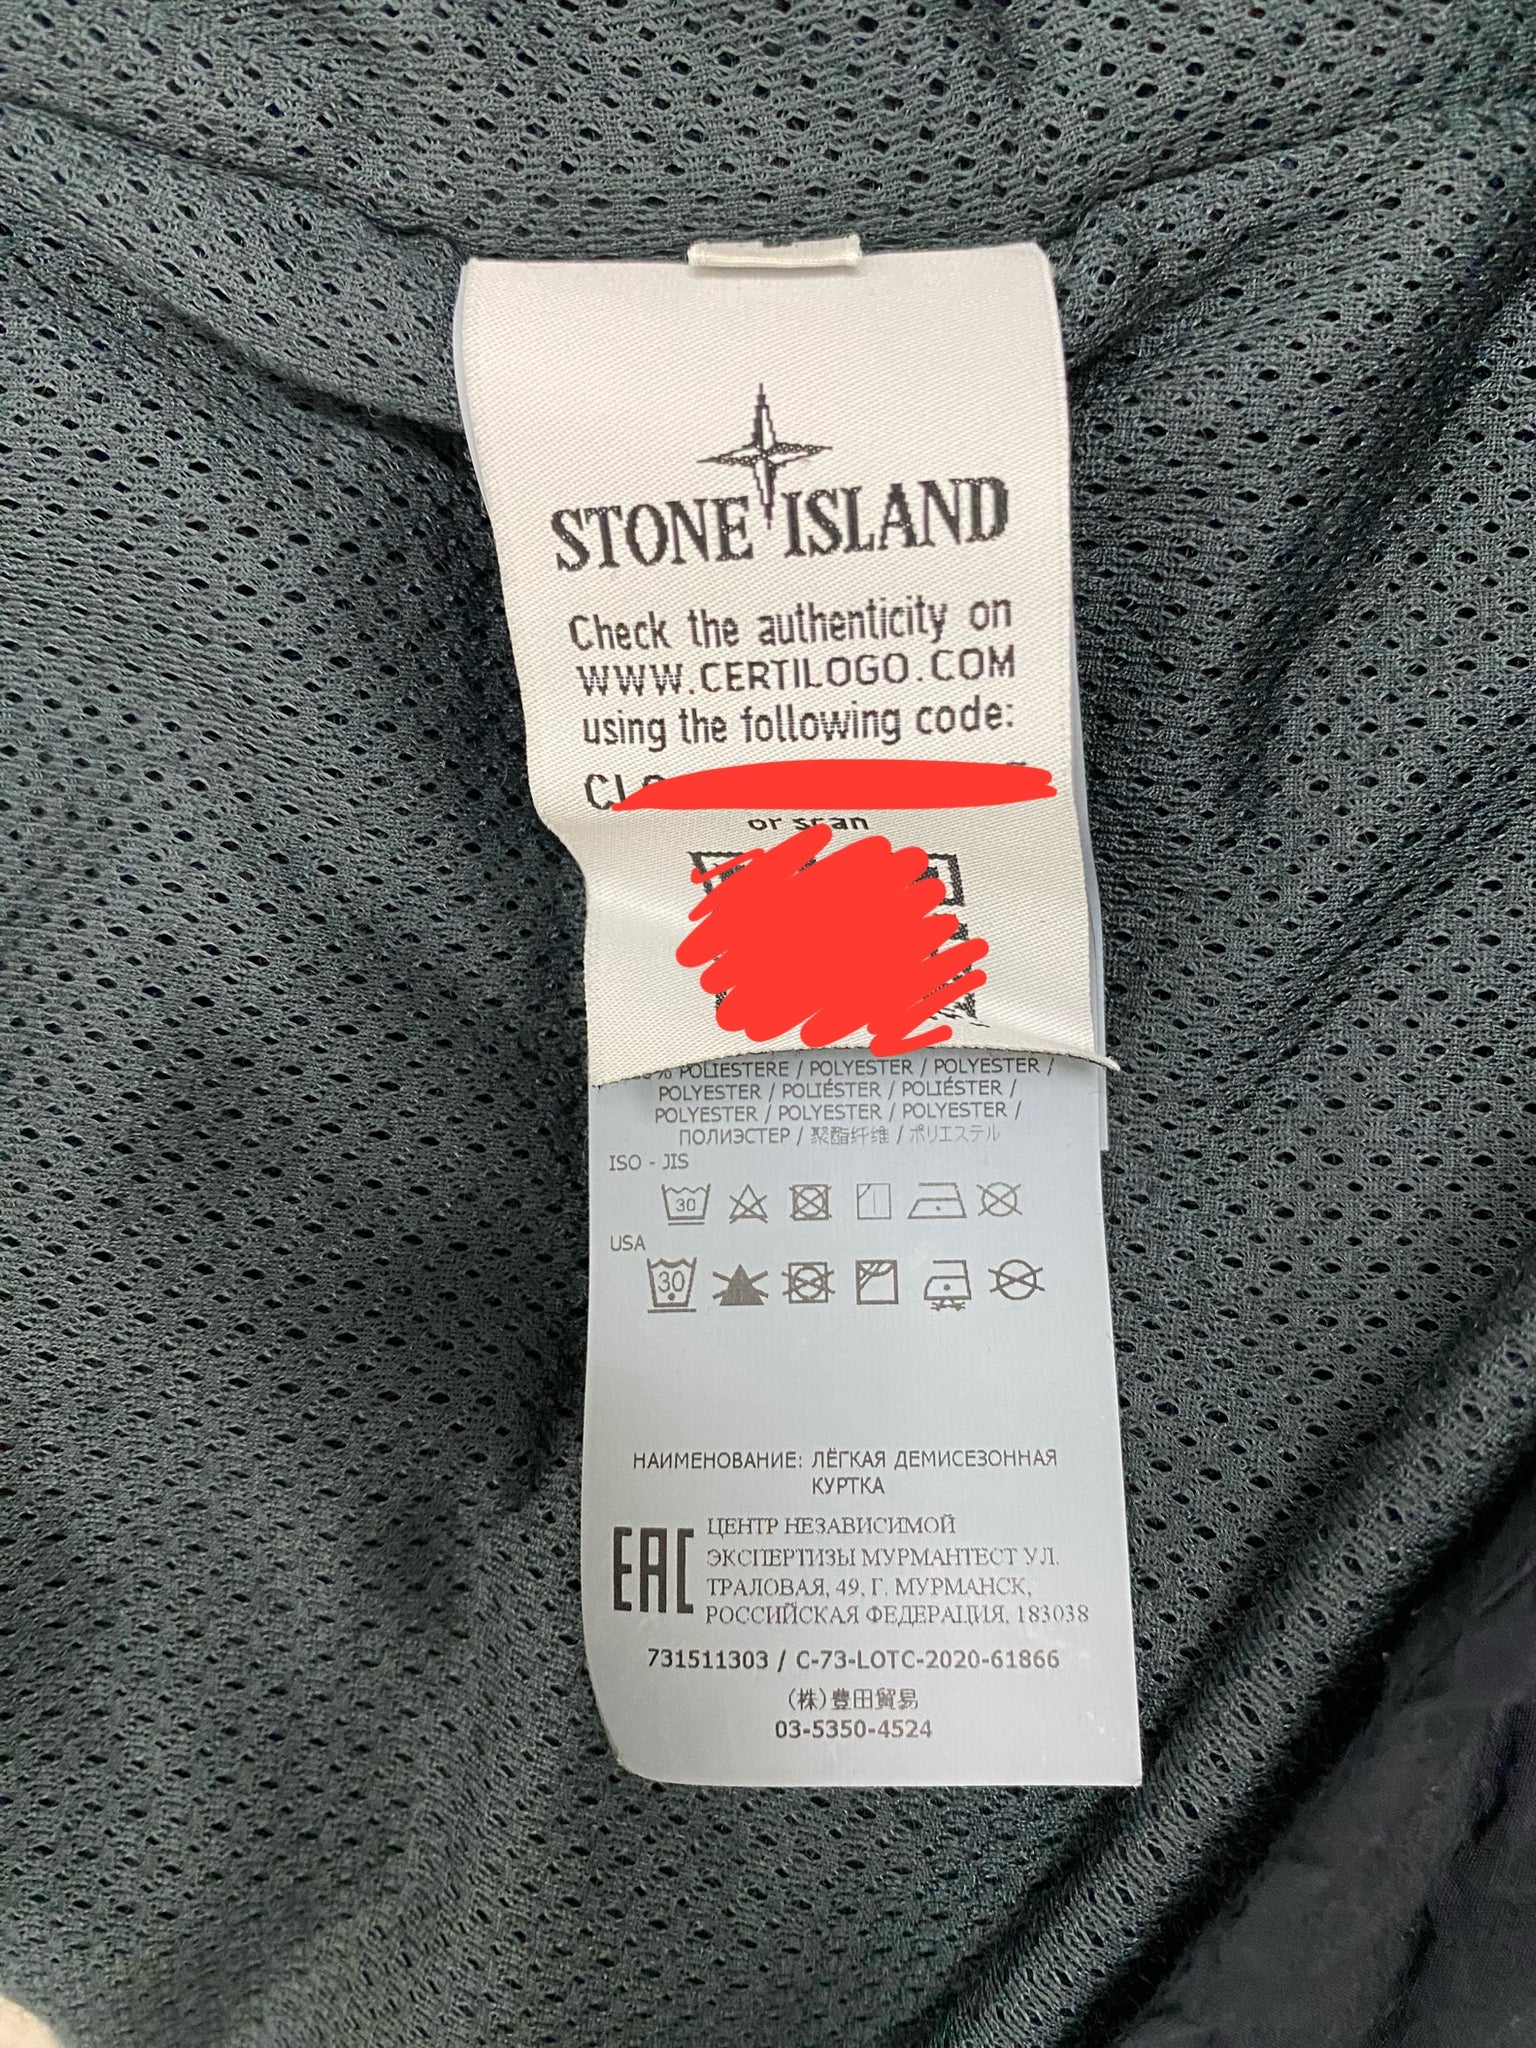 STONE ISLAND
Check the authenticity on
WWW.CERTILOGO.COM
using the following code:
or scan
POLIESTERE / POLYESTER / POLYESTER /
POLYESTER / POLIÉSTER / POLIÉSTER /
POLYESTER / POLYESTER / POLYESTER /
ПОЛИЭСТЕР / 聚酯纤维 / ポリエステル
ISO - JIS
30
USA
30
НАИМЕНОВАНИЕ: ЛЁГКАЯ ДЕМИСЕЗОННАЯ
КУРТКА
EAC
ЦЕНТР НЕЗАВИСИМОЙ
ЭКСПЕРТИЗЫ МУРМАНТЕСТ УЛ.
ТРАЛОВАЯ, 49, Г. МУРМАНСК,
РОССИЙСКАЯ ФЕДЕРАЦИЯ, 183038
731511303 / C-73-LOTC-2020-61866
(株)豊田貿易
03-5350-4524